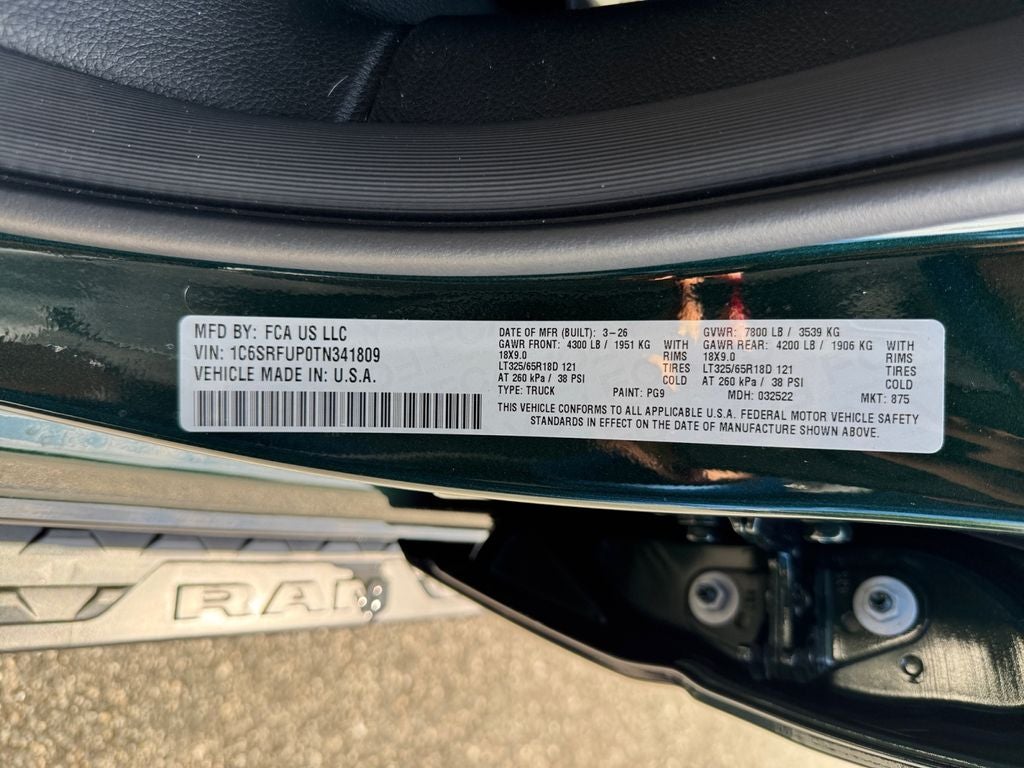 MFD BY: FCA US LLC
VIN: 1C6SRFUP0TN341809
VEHICLE MADE IN: U.S.A.
DATE OF MFR (BUILT): 3-26
GAWR FRONT: 4300 LB / 1951 KG WITH
18X9.0 RIMS
LT325/65R18D 121 TIRES
AT 260 kPa / 38 PSI COLD
TYPE: TRUCK PAINT: PG9
GVWR: 7800 LB / 3539 KG
GAWR REAR: 4200 LB / 1906 KG WITH
18X9.0 RIMS
LT325/65R18D 121 TIRES
AT 260 kPa / 38 PSI COLD
MDH: 032522 MKT: 875
THIS VEHICLE CONFORMS TO ALL APPLICABLE U.S.A. FEDERAL MOTOR VEHICLE SAFETY
STANDARDS IN EFFECT ON THE DATE OF MANUFACTURE SHOWN ABOVE.
RAM